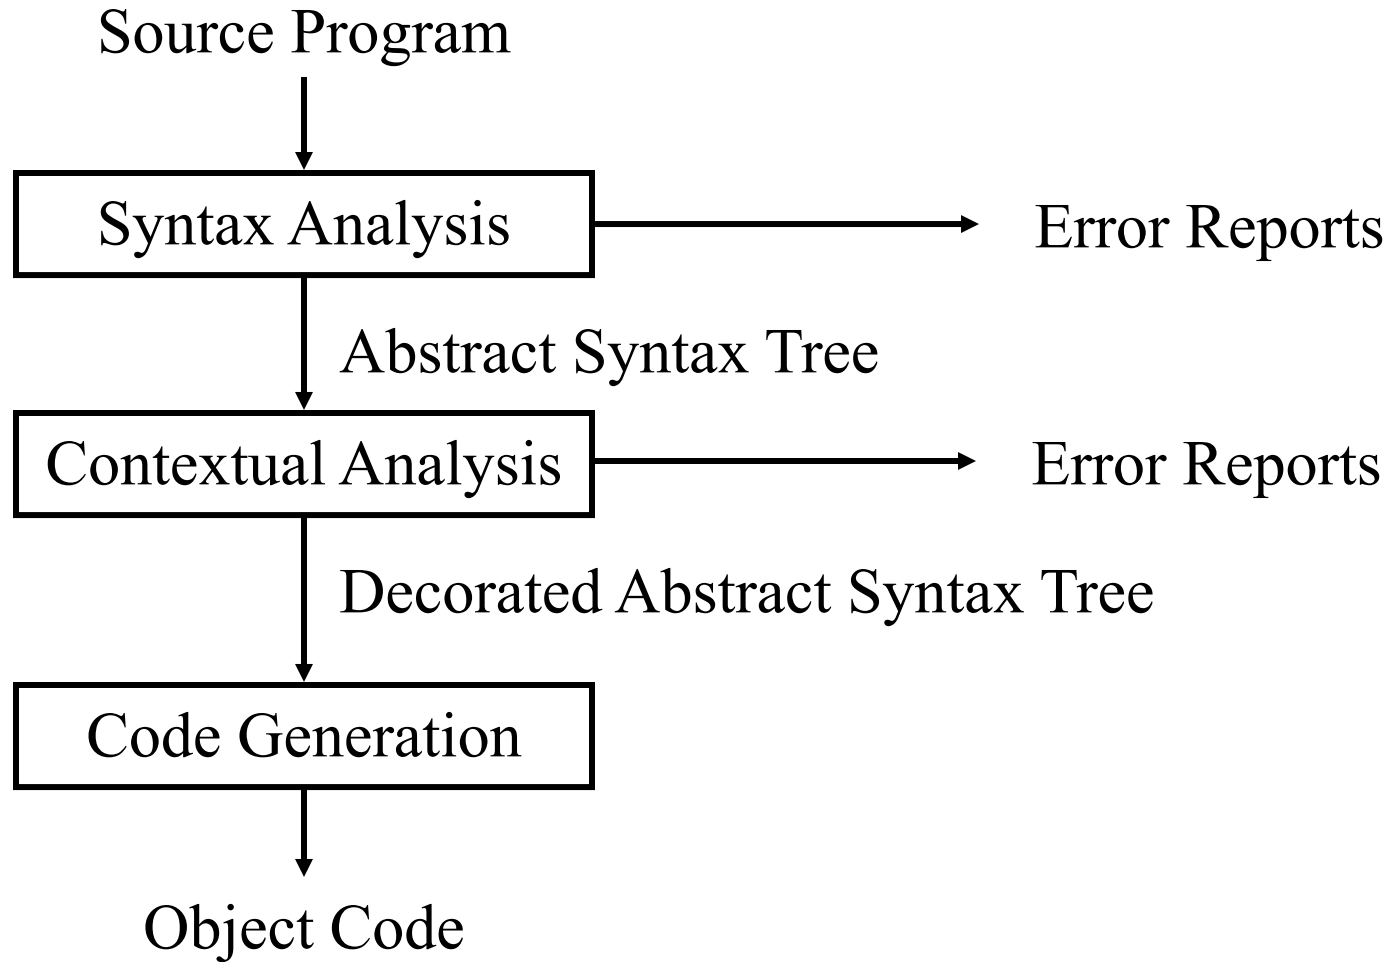 Source Program
Syntax Analysis
Error Reports
Abstract Syntax Tree
Contextual Analysis
Error Reports
Decorated Abstract Syntax Tree
Code Generation
Object Code